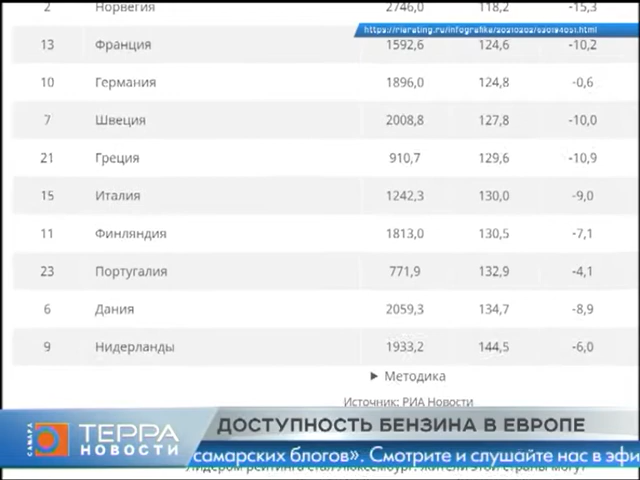 2 Норвегия 2746,0 118,2 -15,3
https://riarating.ru/infografika/20210202/630194051.html
13 Франция 1592,6 124,6 -10,2
10 Германия 1896,0 124,8 -0,6
7 Швеция 2008,8 127,8 -10,0
21 Греция 910,7 129,6 -10,9
15 Италия 1242,3 130,0 -9,0
11 Финляндия 1813,0 130,5 -7,1
23 Португалия 771,9 132,9 -4,1
6 Дания 2059,3 134,7 -8,9
9 Нидерланды 1933,2 144,5 -6,0
▶ Методика
Источник: РИА Новости
ДОСТУПНОСТЬ БЕНЗИНА В ЕВРОПЕ
САМАРА ТЕРРА НОВОСТИ
самарских блогов». Смотрите и слушайте нас в эфи
Лидером рейтинга стал Люксембург: жители этой страны могут